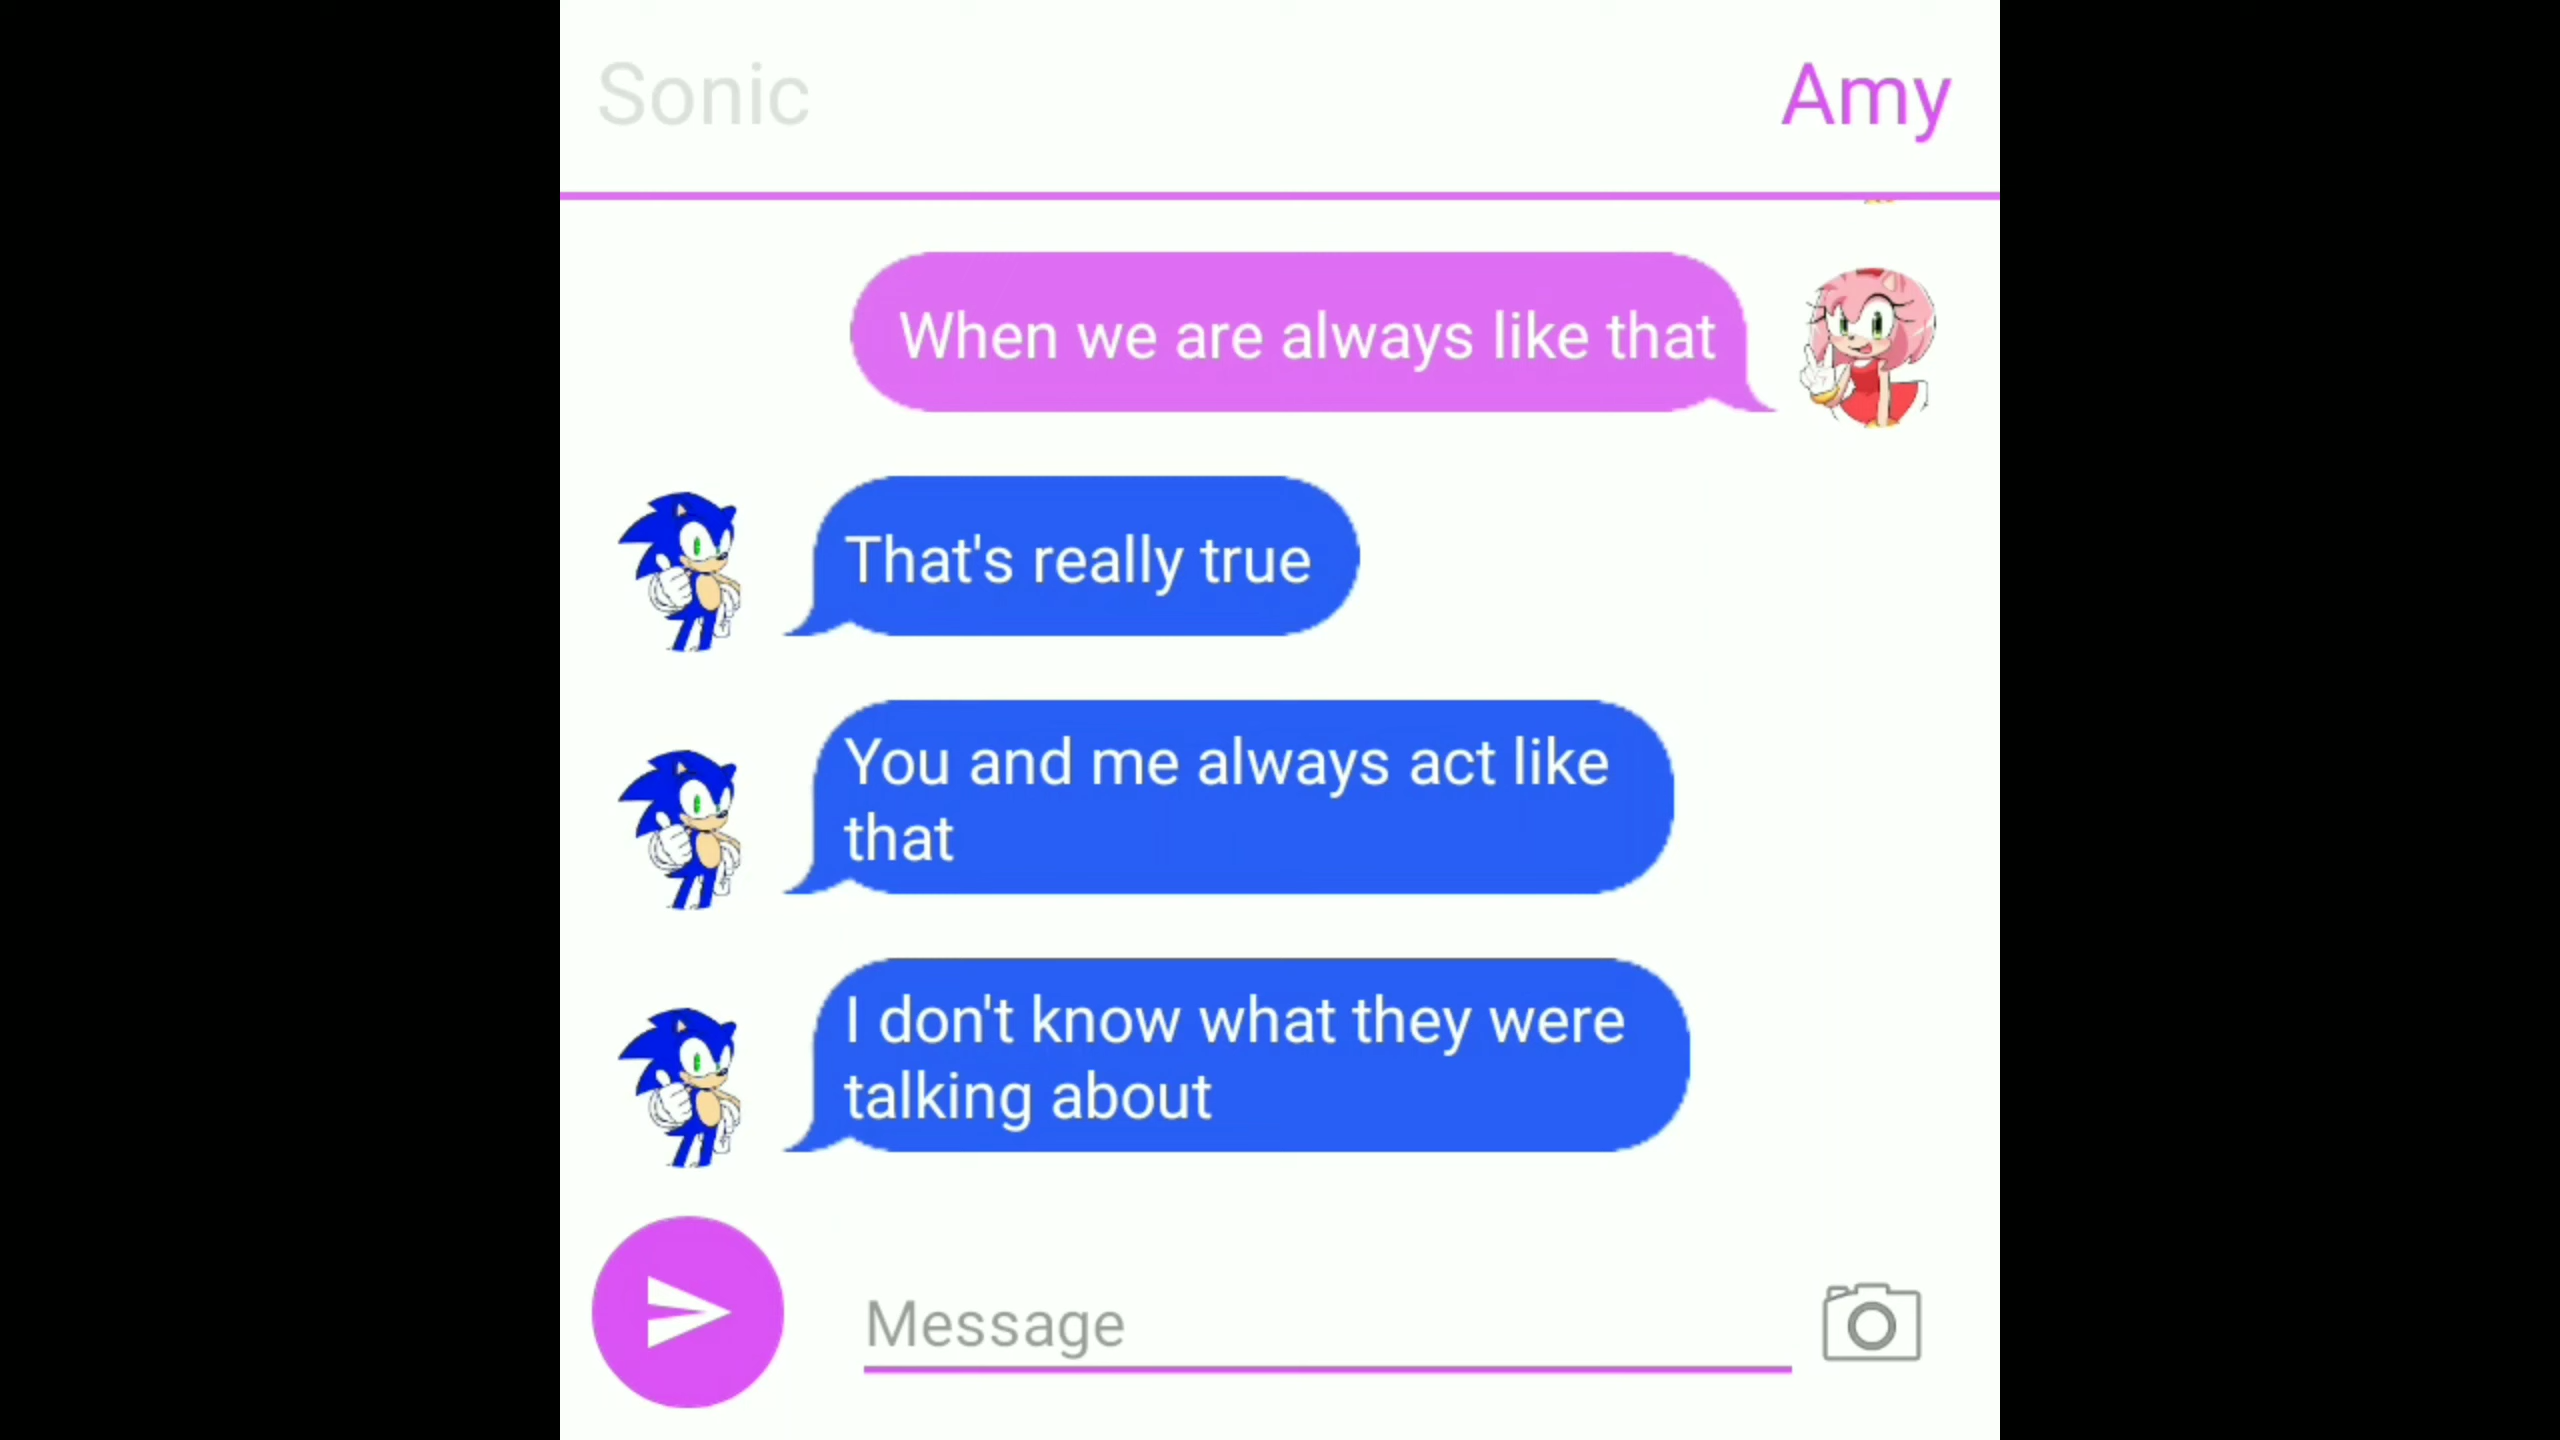 Sonic
Amy
When we are always like that
That's really true
You and me always act like
that
I don't know what they were
talking about
Message